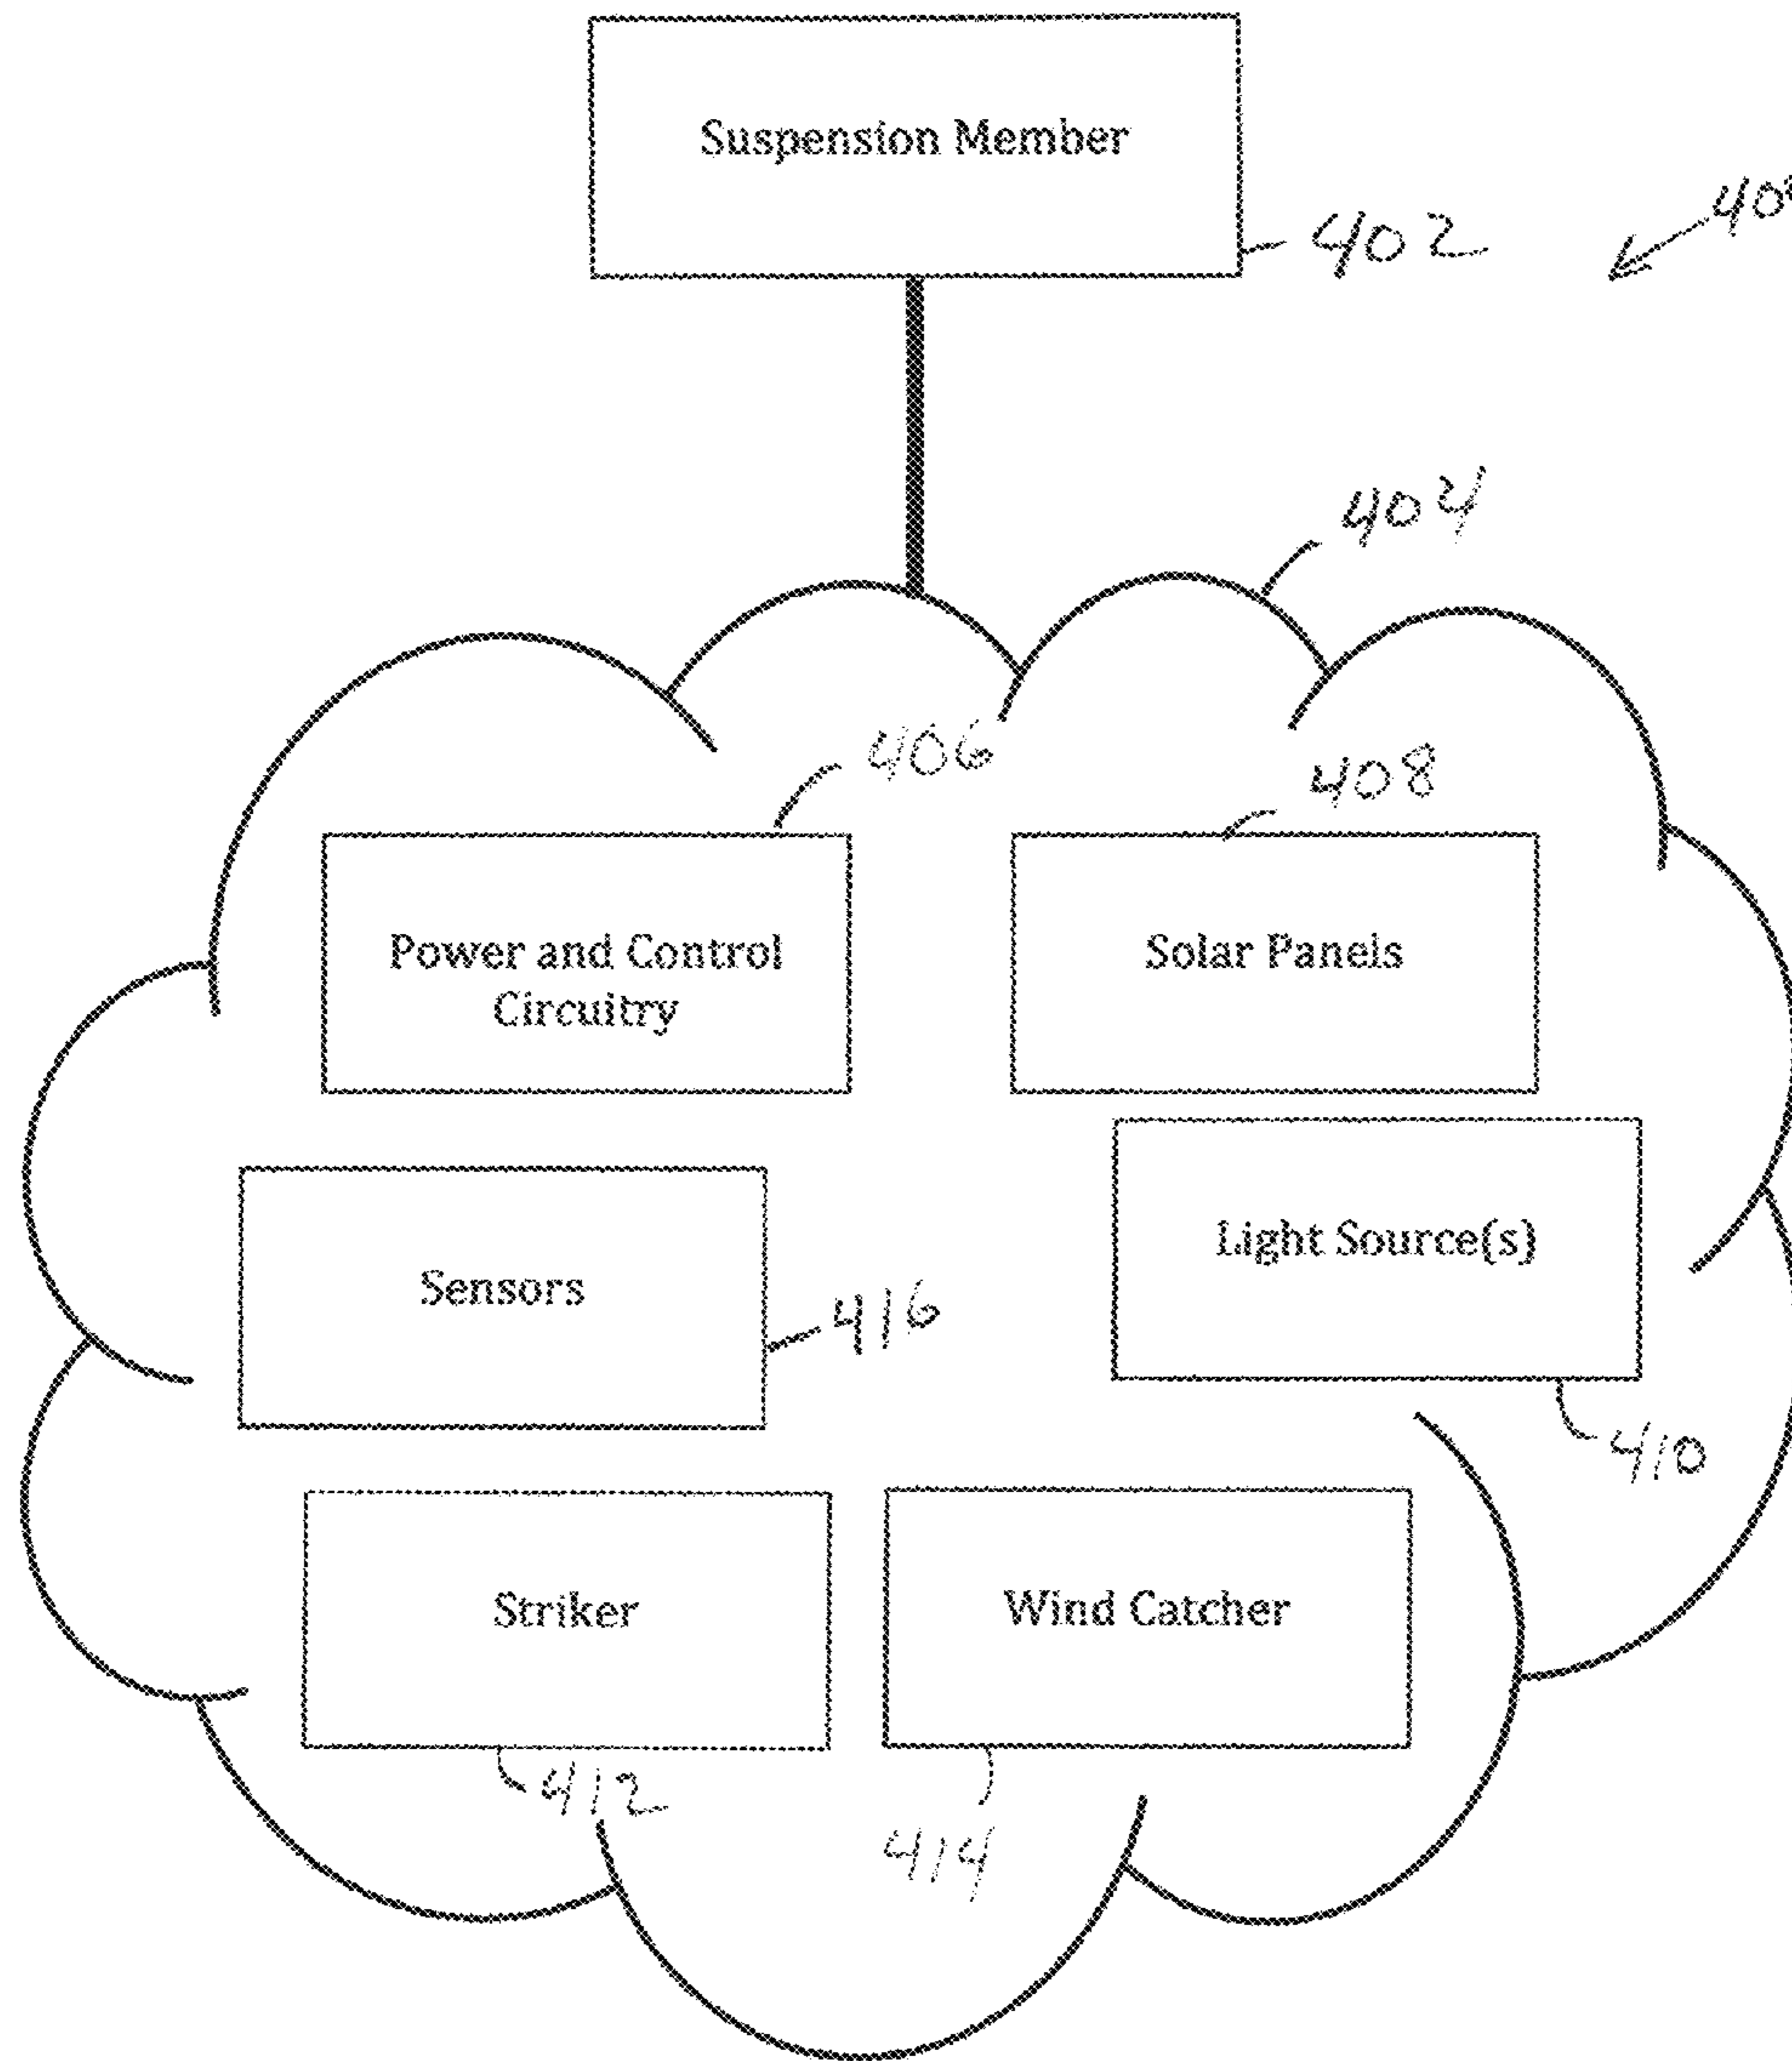 Suspension Member
402
404
406
408
Power and Control
Circuitry
Solar Panels
Light Source(s)
Sensors
416
410
Striker
Wind Catcher
412
414